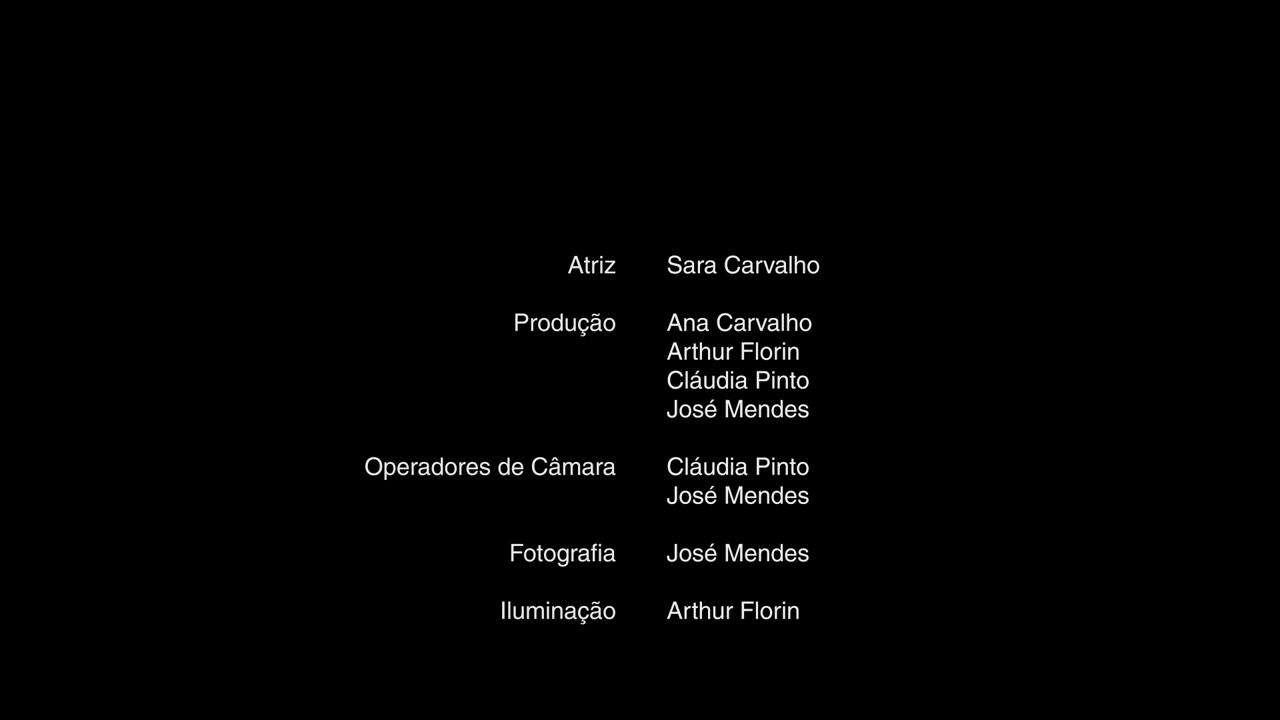 Atriz Sara Carvalho
Produção Ana Carvalho
Arthur Florin
Cláudia Pinto
José Mendes
Operadores de Câmara Cláudia Pinto
José Mendes
Fotografia José Mendes
Iluminação Arthur Florin